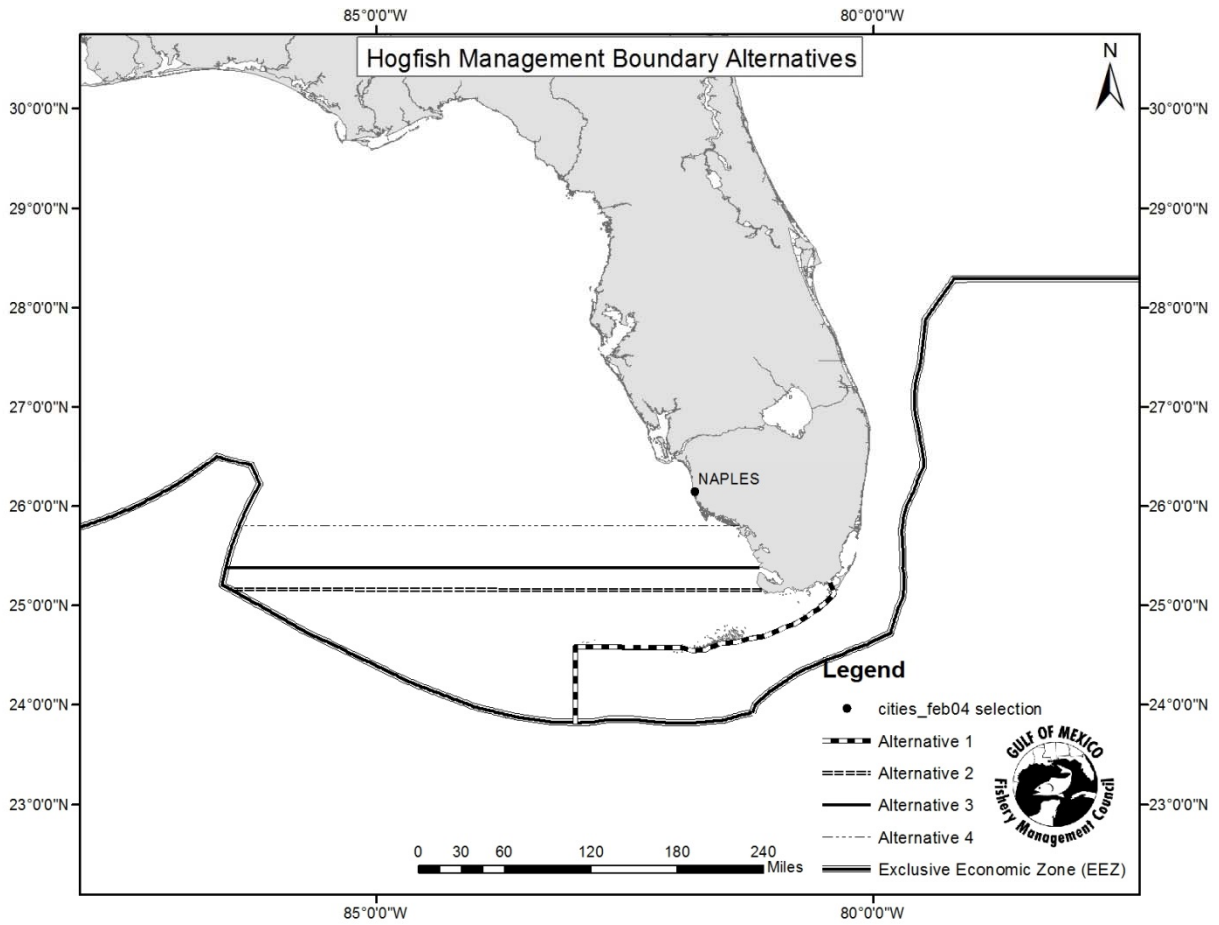 85°0'0"W 80°0'0"W
Hogfish Management Boundary Alternatives
N
30°0'0"N 30°0'0"N
29°0'0"N 29°0'0"N
28°0'0"N 28°0'0"N
27°0'0"N 27°0'0"N
NAPLES
26°0'0"N 26°0'0"N
25°0'0"N 25°0'0"N
Legend
24°0'0"N 24°0'0"N
cities_feb04 selection
Alternative 1
Alternative 2
23°0'0"N 23°0'0"N
Alternative 3
Alternative 4
Exclusive Economic Zone (EEZ)
GULF OF MEXICO
Fishery Management Council
0 30 60 120 180 240
Miles
85°0'0"W 80°0'0"W